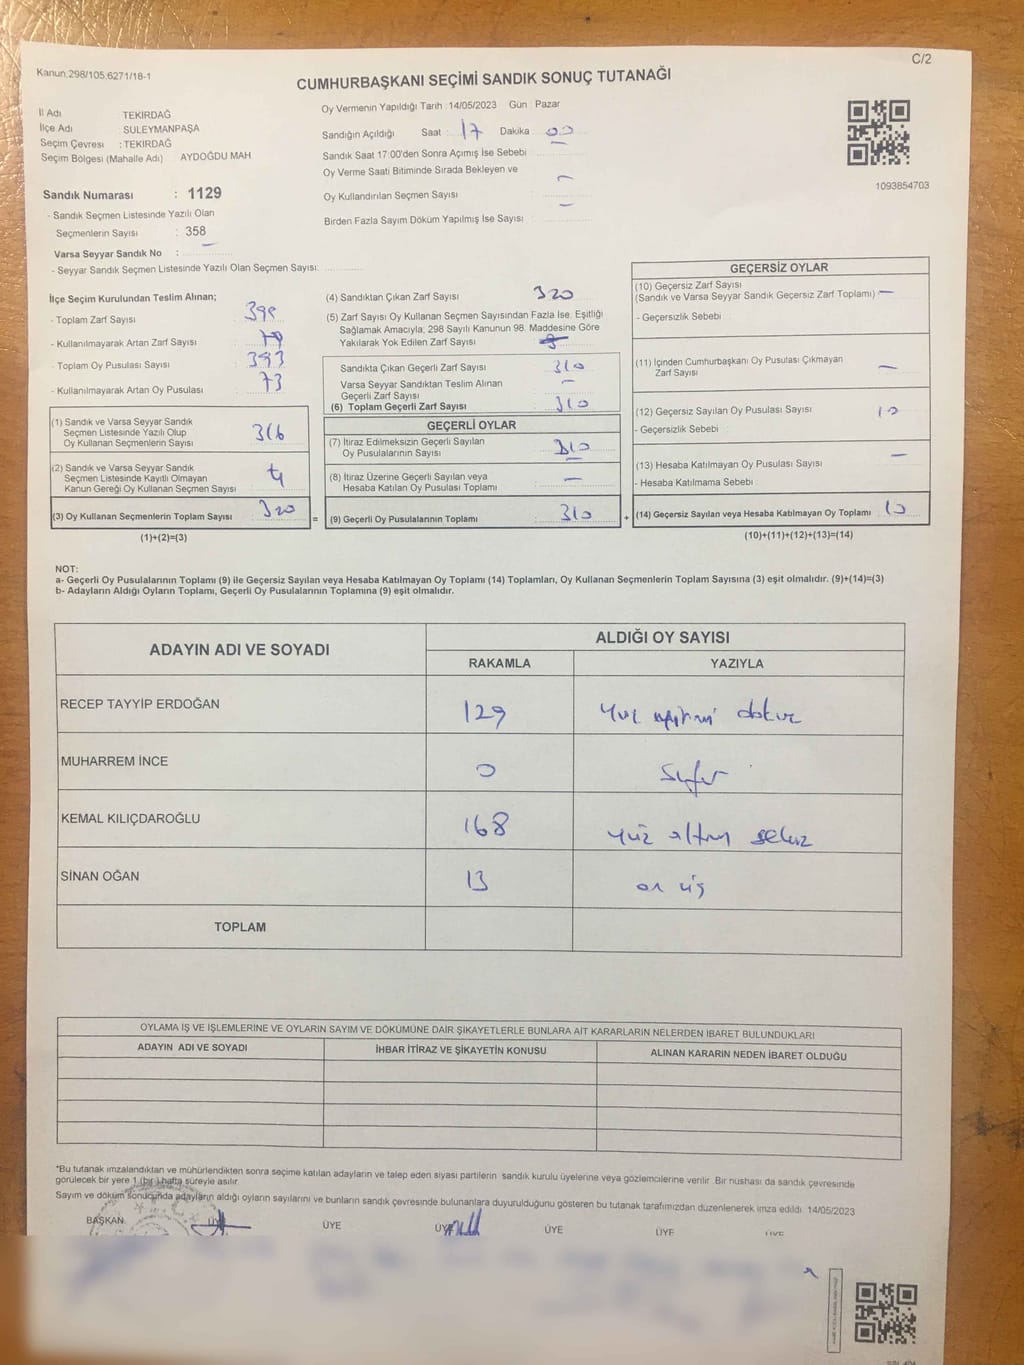 C/2
Kanun:298/105,6271/18-1
CUMHURBAŞKANI SEÇİMİ SANDIK SONUÇ TUTANAĞI
İl Adı TEKİRDAĞ
İlçe Adı SÜLEYMANPAŞA
Seçim Çevresi : TEKİRDAĞ
Seçim Bölgesi (Mahalle Adı) AYDOĞDU MAH
Oy Vermenin Yapıldığı Tarih : 14/05/2023 Gün : Pazar
Sandığın Açıldığı Saat : 17 Dakika : 00
Sandık Saat 17:00'den Sonra Açımış İse Sebebi
Oy Verme Saati Bitiminde Sırada Bekleyen ve
Oy Kullandırılan Seçmen Sayısı : –
Birden Fazla Sayım Döküm Yapılmış İse Sayısı : –
1093854703
Sandık Numarası : 1129
- Sandık Seçmen Listesinde Yazılı Olan
Seçmenlerin Sayısı : 358
Varsa Seyyar Sandık No : –
- Seyyar Sandık Seçmen Listesinde Yazılı Olan Seçmen Sayısı:
İlçe Seçim Kurulundan Teslim Alınan;
- Toplam Zarf Sayısı :
- Kullanılmayarak Artan Zarf Sayısı :
- Toplam Oy Pusulası Sayısı : 393
- Kullanılmayarak Artan Oy Pusulası : 73
(1) Sandık ve Varsa Seyyar Sandık
Seçmen Listesinde Yazılı Olup
Oy Kullanan Seçmenlerin Sayısı 316
(2) Sandık ve Varsa Seyyar Sandık
Seçmen Listesinde Kayıtlı Olmayan
Kanun Gereği Oy Kullanan Seçmen Sayısı 4
(3) Oy Kullanan Seçmenlerin Toplam Sayısı 320
(1)+(2)=(3)
=
(4) Sandıktan Çıkan Zarf Sayısı 320
(5) Zarf Sayısı Oy Kullanan Seçmen Sayısından Fazla İse, Eşitliği
Sağlamak Amacıyla, 298 Sayılı Kanunun 98. Maddesine Göre
Yakılarak Yok Edilen Zarf Sayısı
Sandıkta Çıkan Geçerli Zarf Sayısı 310
Varsa Seyyar Sandıktan Teslim Alınan
Geçerli Zarf Sayısı –
(6) Toplam Geçerli Zarf Sayısı 310
GEÇERLİ OYLAR
(7) İtiraz Edilmeksizin Geçerli Sayılan
Oy Pusulalarının Sayısı 310
(8) İtiraz Üzerine Geçerli Sayılan veya
Hesaba Katılan Oy Pusulası Toplamı –
(9) Geçerli Oy Pusulalarının Toplamı 310
+
GEÇERSİZ OYLAR
(10) Geçersiz Zarf Sayısı
(Sandık ve Varsa Seyyar Sandık Geçersiz Zarf Toplamı) –
- Geçersizlik Sebebi
(11) İçinden Cumhurbaşkanı Oy Pusulası Çıkmayan
Zarf Sayısı –
(12) Geçersiz Sayılan Oy Pusulası Sayısı 10
- Geçersizlik Sebebi
(13) Hesaba Katılmayan Oy Pusulası Sayısı –
- Hesaba Katılmama Sebebi
(14) Geçersiz Sayılan veya Hesaba Katılmayan Oy Toplamı 10
(10)+(11)+(12)+(13)=(14)
NOT:
a- Geçerli Oy Pusulalarının Toplamı (9) ile Geçersiz Sayılan veya Hesaba Katılmayan Oy Toplamı (14) Toplamları, Oy Kullanan Seçmenlerin Toplam Sayısına (3) eşit olmalıdır. (9)+(14)=(3)
b- Adayların Aldığı Oyların Toplamı, Geçerli Oy Pusulalarının Toplamına (9) eşit olmalıdır.
ADAYIN ADI VE SOYADI ALDIĞI OY SAYISI
RAKAMLA YAZIYLA
RECEP TAYYİP ERDOĞAN 129 yüz yirmi dokuz
MUHARREM İNCE 0 sıfır
KEMAL KILIÇDAROĞLU 168 yüz altmış sekiz
SİNAN OĞAN 13 on üç
TOPLAM
OYLAMA İŞ VE İŞLEMLERİNE VE OYLARIN SAYIM VE DÖKÜMÜNE DAİR ŞİKAYETLERLE BUNLARA AİT KARARLARIN NELERDEN İBARET BULUNDUKLARI
ADAYIN ADI VE SOYADI İHBAR İTİRAZ VE ŞİKAYETİN KONUSU ALINAN KARARIN NEDEN İBARET OLDUĞU
*Bu tutanak imzalandıktan ve mühürlendikten sonra seçime katılan adayların ve talep eden siyasi partilerin sandık kurulu üyelerine veya gözlemcilerine verilir. Bir nüshası da sandık çevresinde
görülecek bir yere 1 (bir) hafta süreyle asılır.
Sayım ve döküm sonucunda adayların aldığı oyların sayılarını ve bunların sandık çevresinde bulunanlara duyurulduğunu gösteren bu tutanak tarafımızdan düzenlenerek imza edildi. 14/05/2023
BAŞKAN ÜYE ÜYE ÜYE ÜYE ÜYE ÜYE